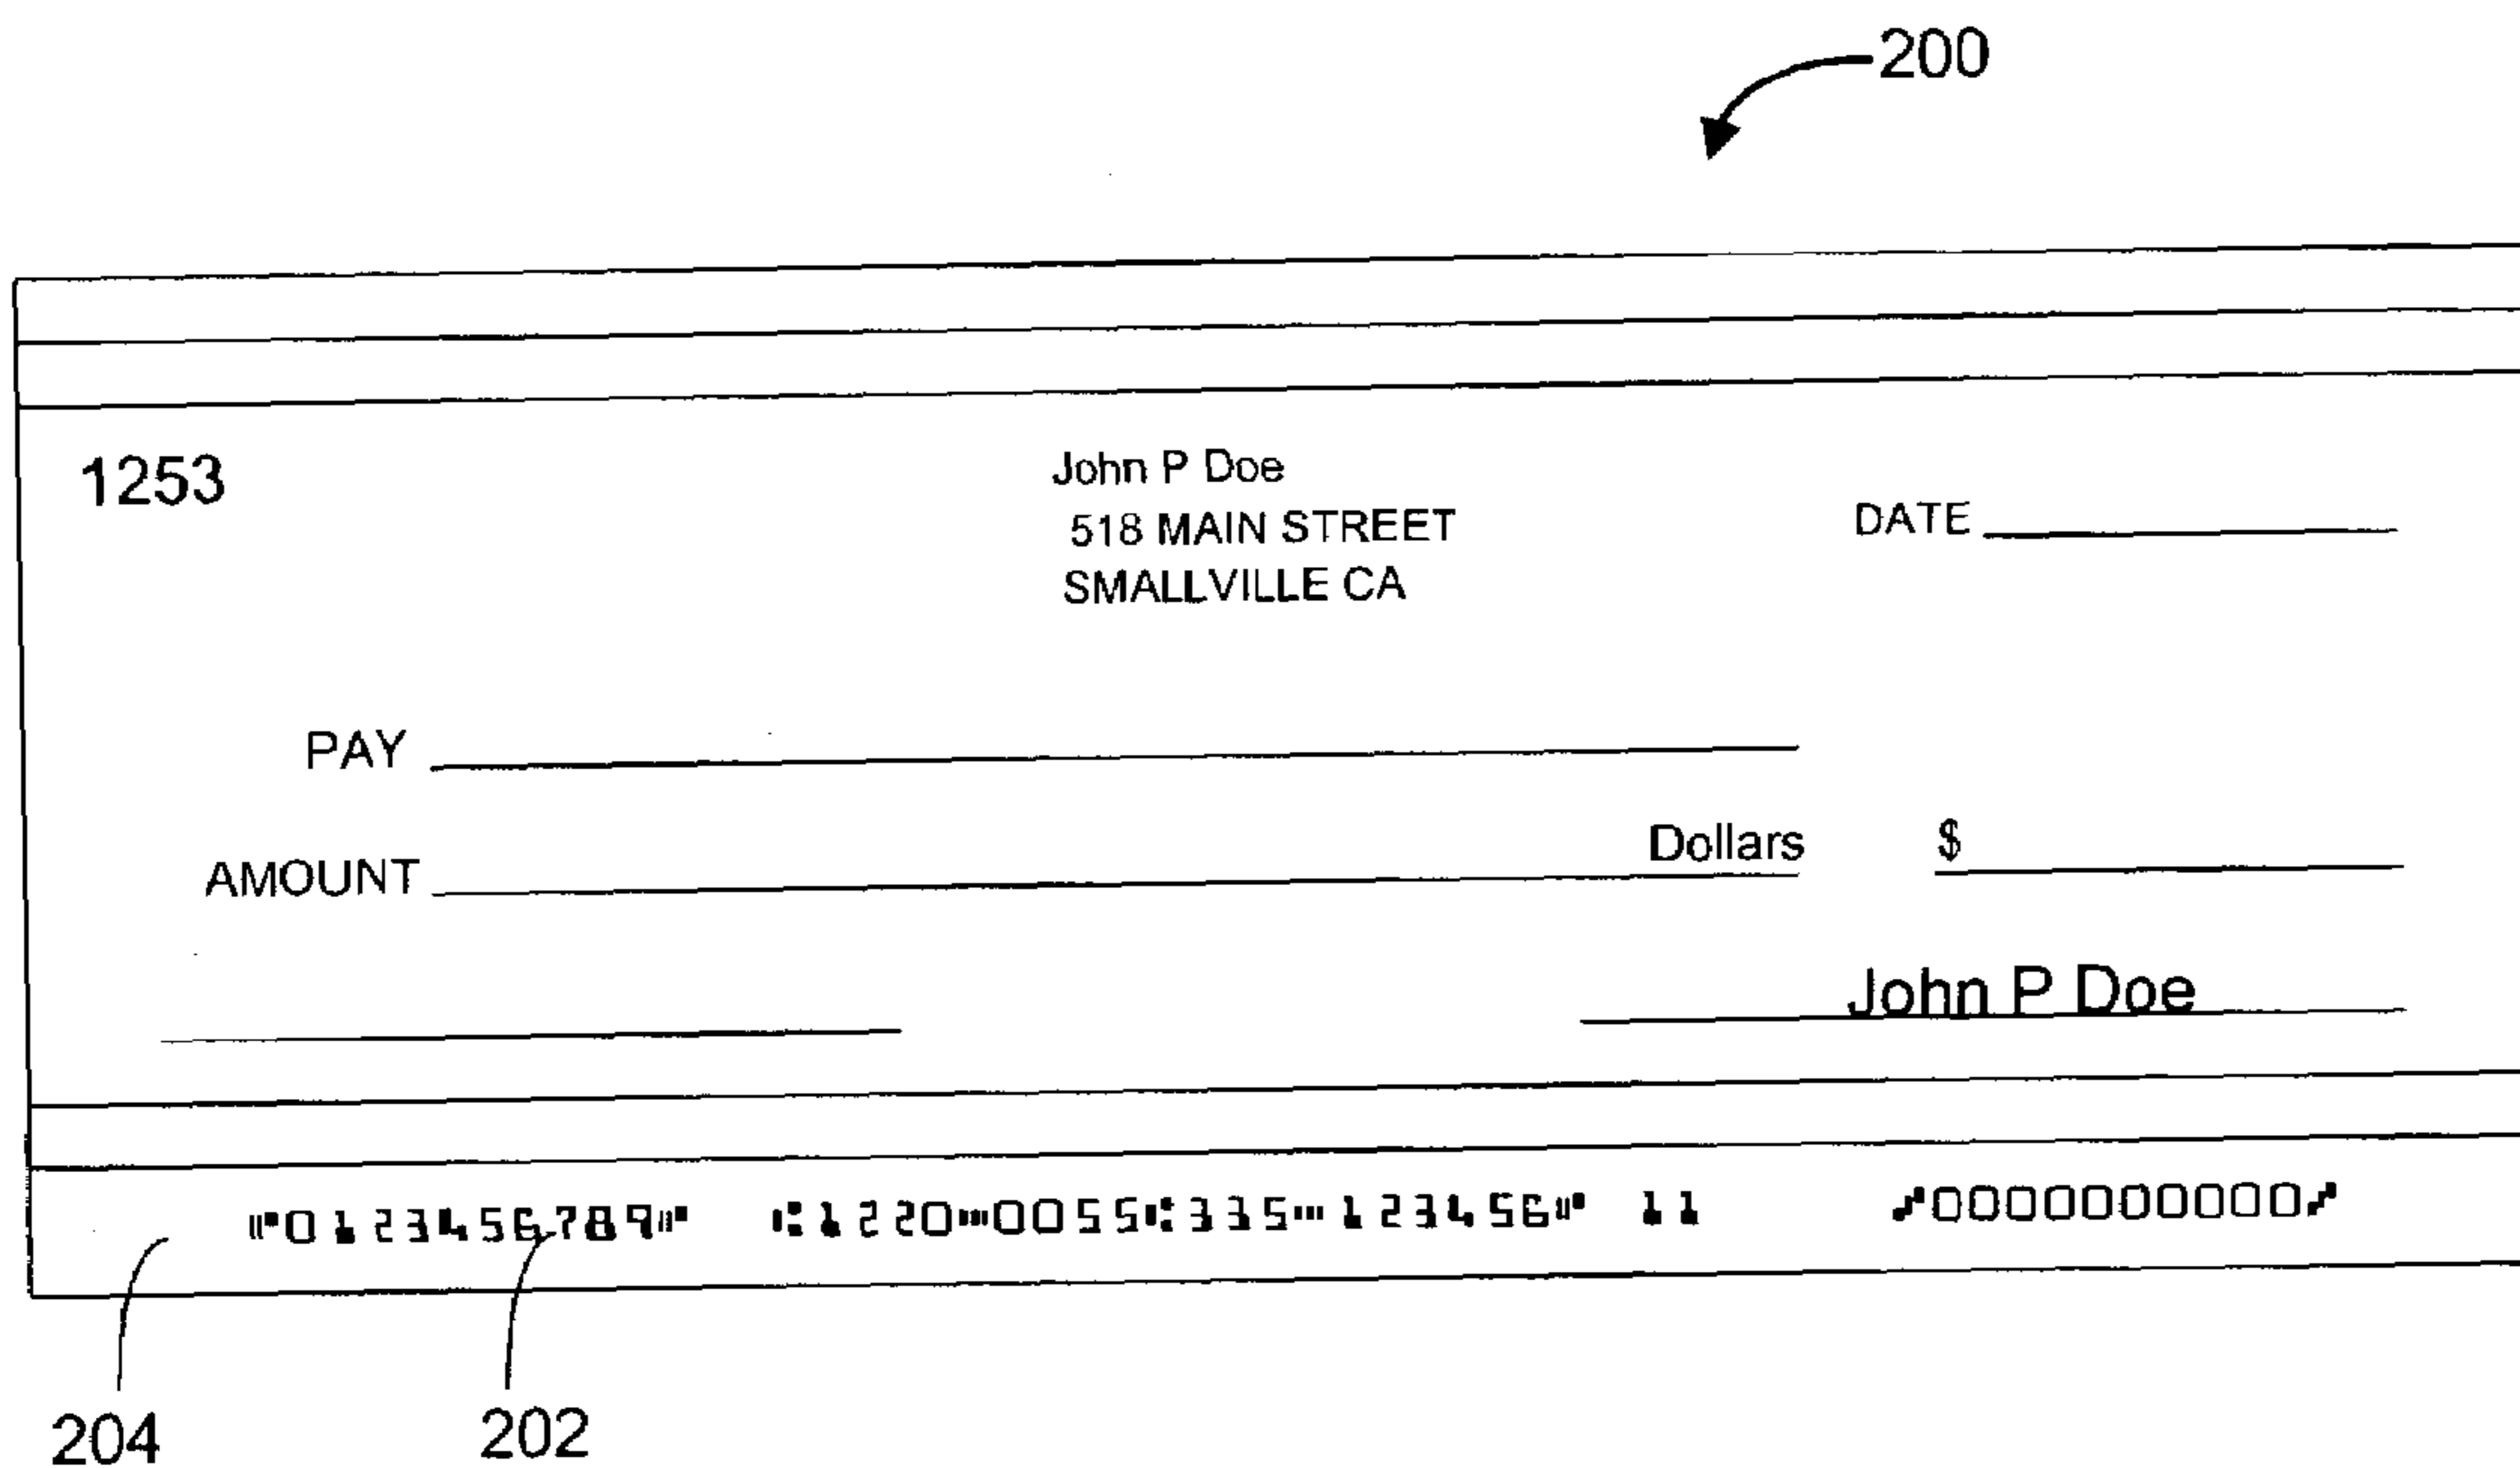 200
1253
John P Doe
518 MAIN STREET
DATE
SMALLVILLE CA
PAY
AMOUNT Dollars $
John P Doe
⑈0123456789⑈ ⑆1220⑉0055⑆335⑉123456⑈ 11 ⑇0000000000⑇
204 202